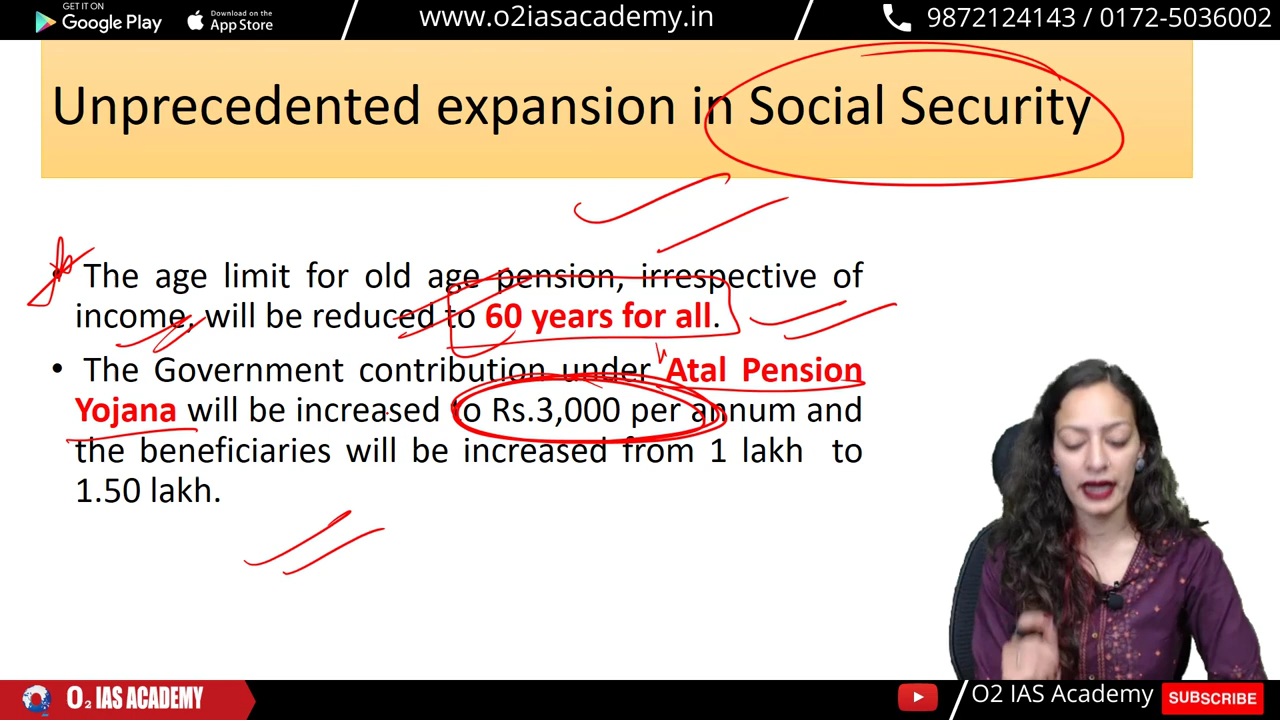 GET IT ON
Google Play
Download on the
App Store
www.o2iasacademy.in
9872124143 / 0172-5036002
Unprecedented expansion in Social Security
• The age limit for old age pension, irrespective of
income, will be reduced to 60 years for all.
• The Government contribution under Atal Pension
Yojana will be increased to Rs.3,000 per annum and
the beneficiaries will be increased from 1 lakh to
1.50 lakh.
O2 IAS ACADEMY
O2 IAS Academy
SUBSCRIBE